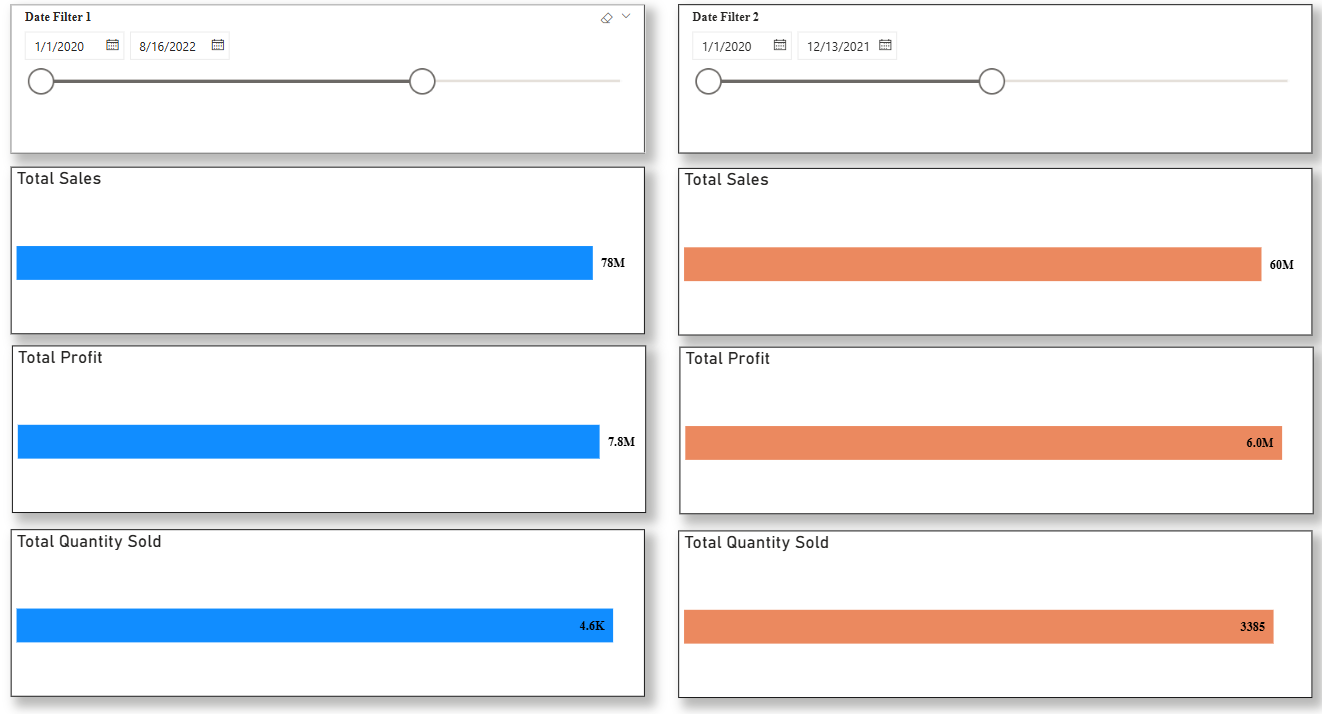 Date Filter 1
1/1/2020
8/16/2022
Total Sales
78M
Total Profit
7.8M
Total Quantity Sold
4.6K
Date Filter 2
1/1/2020
12/13/2021
Total Sales
60M
Total Profit
6.0M
Total Quantity Sold
3385